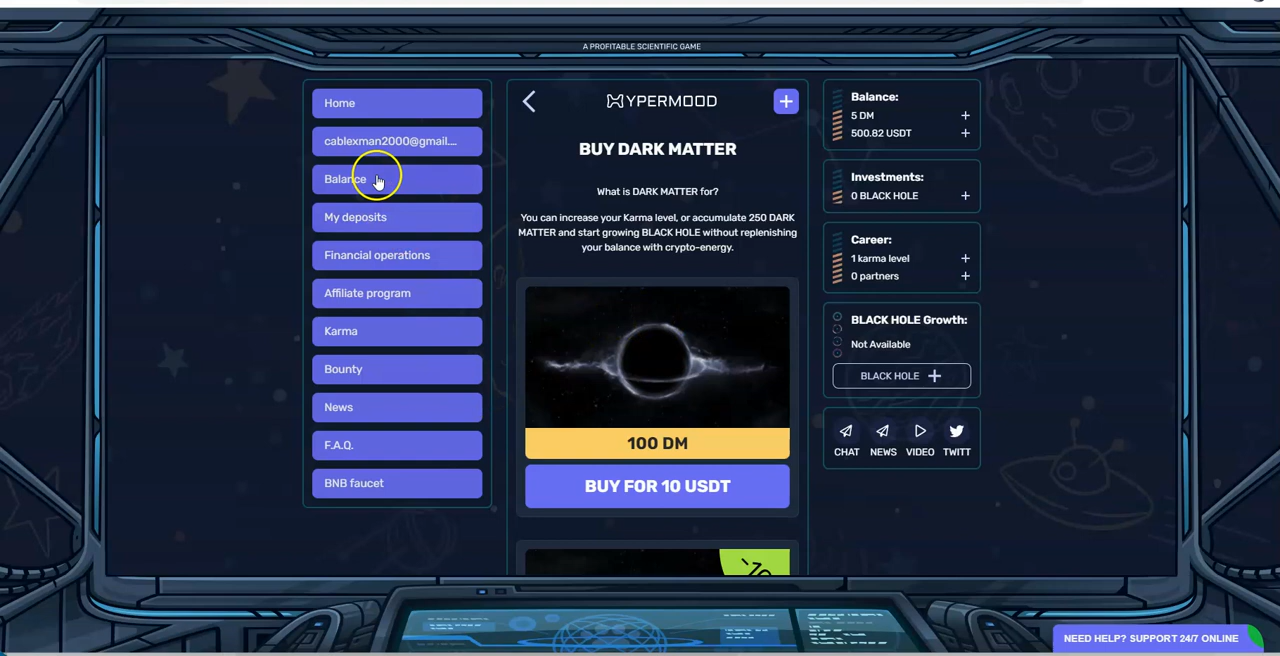 A PROFITABLE SCIENTIFIC GAME
Home
cablexman2000@gmail....
Balance
My deposits
Financial operations
Affiliate program
Karma
Bounty
News
F.A.Q.
BNB faucet
HYPERMOOD
BUY DARK MATTER
What is DARK MATTER for?
You can increase your Karma level, or accumulate 250 DARK
MATTER and start growing BLACK HOLE without replenishing
your balance with crypto-energy.
100 DM
BUY FOR 10 USDT
Balance:
5 DM
500.82 USDT
Investments:
0 BLACK HOLE
Career:
1 karma level
0 partners
BLACK HOLE Growth:
Not Available
BLACK HOLE
CHAT NEWS VIDEO TWITT
NEED HELP? SUPPORT 24/7 ONLINE